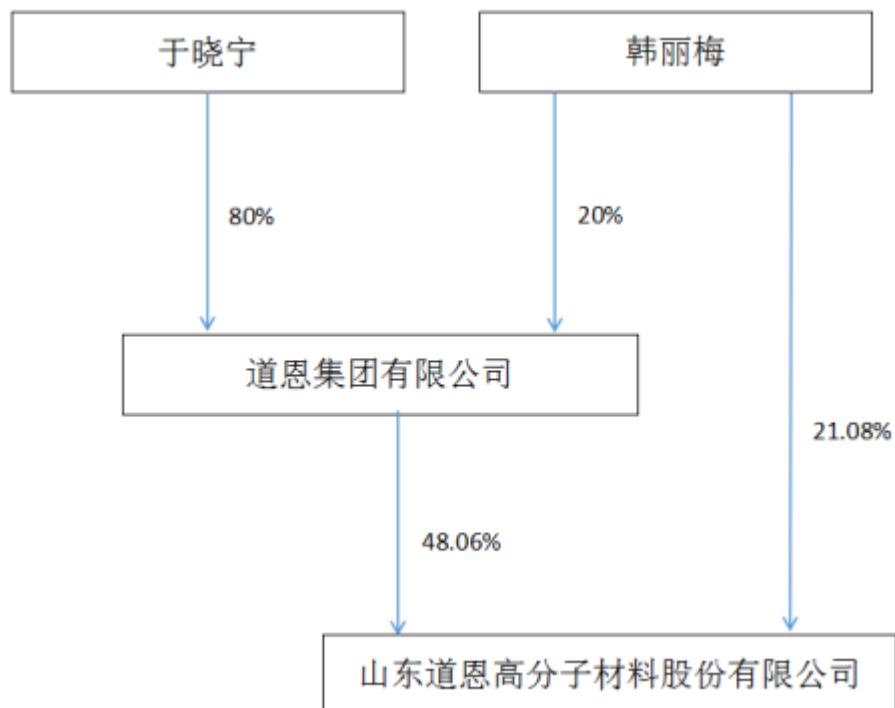 于晓宁
韩丽梅
80%
20%
道恩集团有限公司
21.08%
48.06%
山东道恩高分子材料股份有限公司